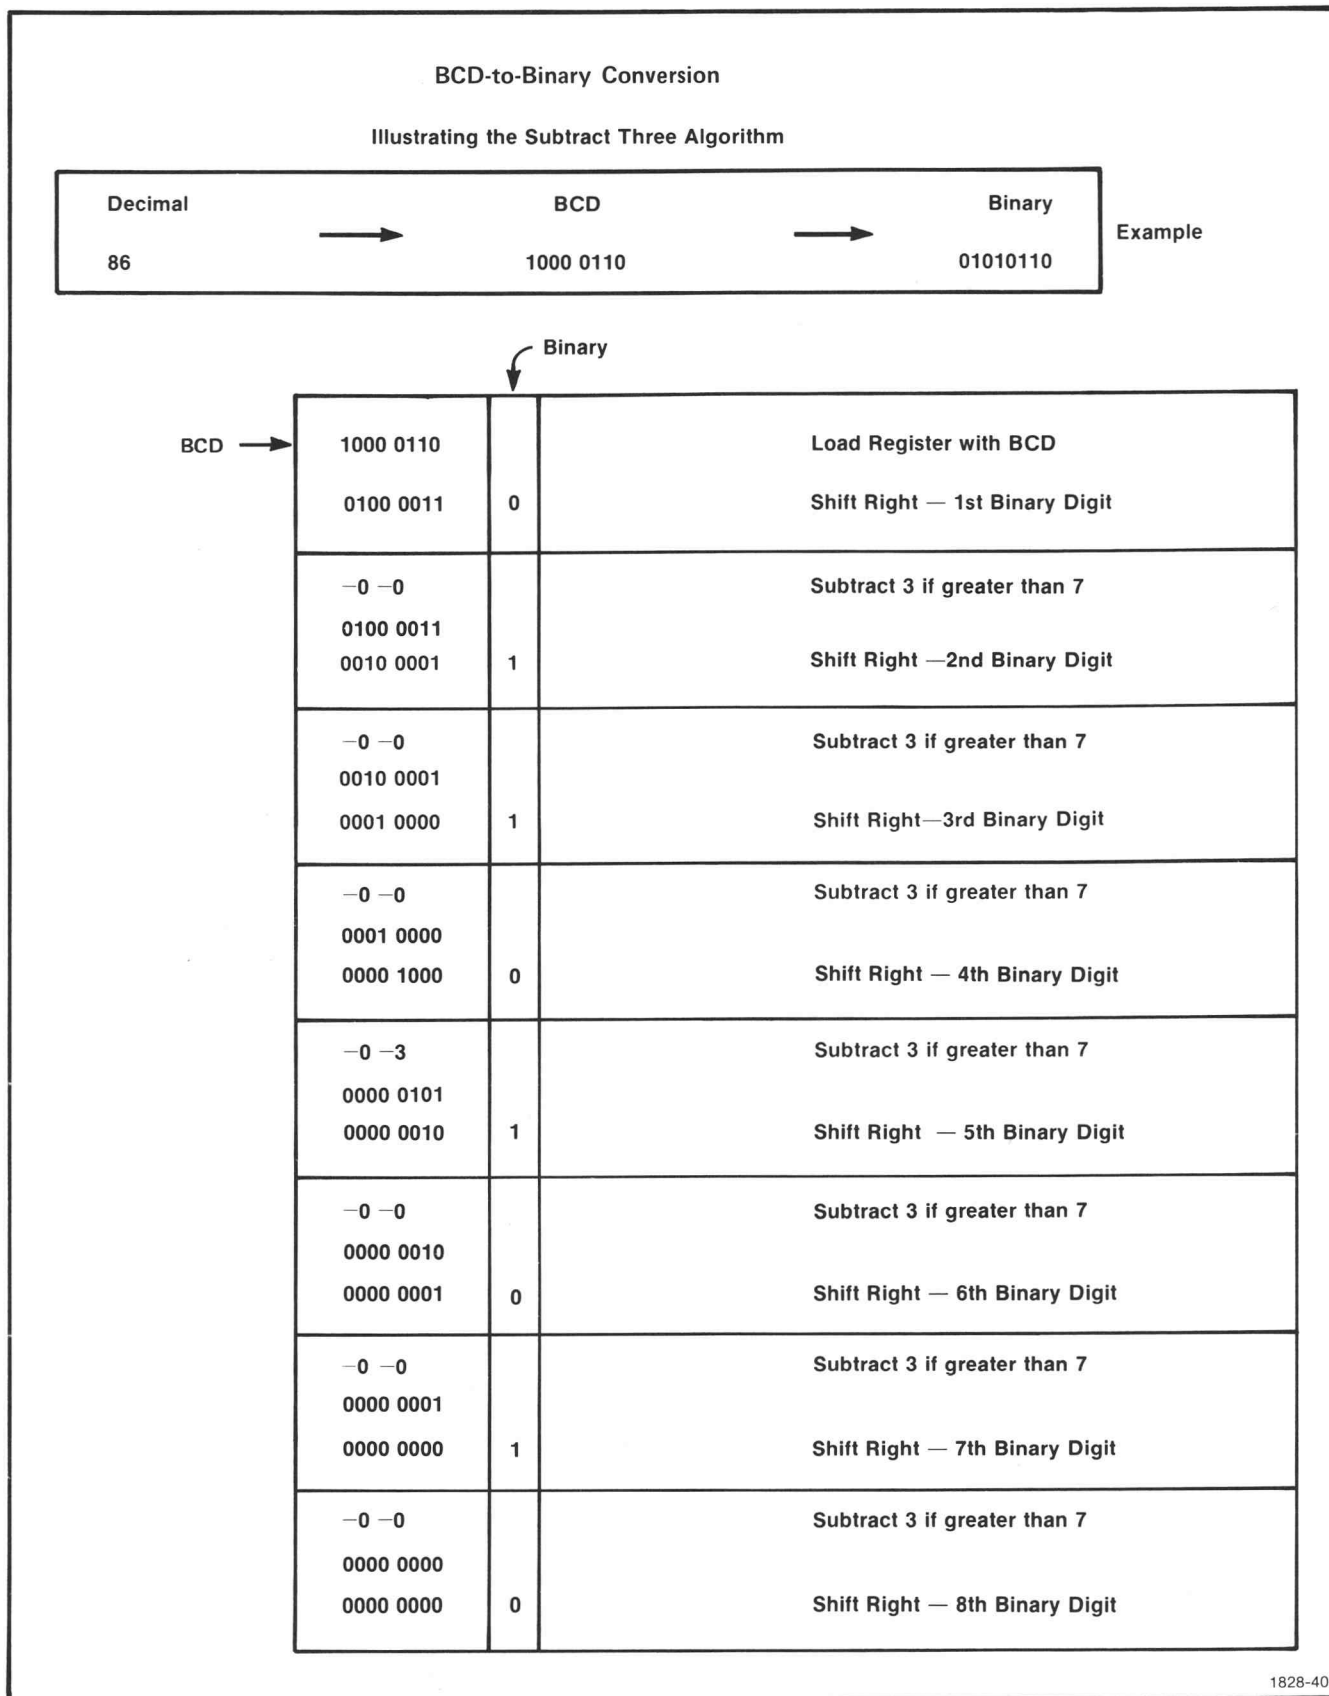 BCD-to-Binary Conversion
Illustrating the Subtract Three Algorithm
Decimal BCD Binary
Example
86 1000 0110 01010110
Binary
BCD 1000 0110 Load Register with BCD
0100 0011 0 Shift Right — 1st Binary Digit
—0 —0 Subtract 3 if greater than 7
0100 0011
0010 0001 1 Shift Right —2nd Binary Digit
—0 —0 Subtract 3 if greater than 7
0010 0001
0001 0000 1 Shift Right—3rd Binary Digit
—0 —0 Subtract 3 if greater than 7
0001 0000
0000 1000 0 Shift Right — 4th Binary Digit
—0 —3 Subtract 3 if greater than 7
0000 0101
0000 0010 1 Shift Right — 5th Binary Digit
—0 —0 Subtract 3 if greater than 7
0000 0010
0000 0001 0 Shift Right — 6th Binary Digit
—0 —0 Subtract 3 if greater than 7
0000 0001
0000 0000 1 Shift Right — 7th Binary Digit
—0 —0 Subtract 3 if greater than 7
0000 0000
0000 0000 0 Shift Right — 8th Binary Digit
1828-40